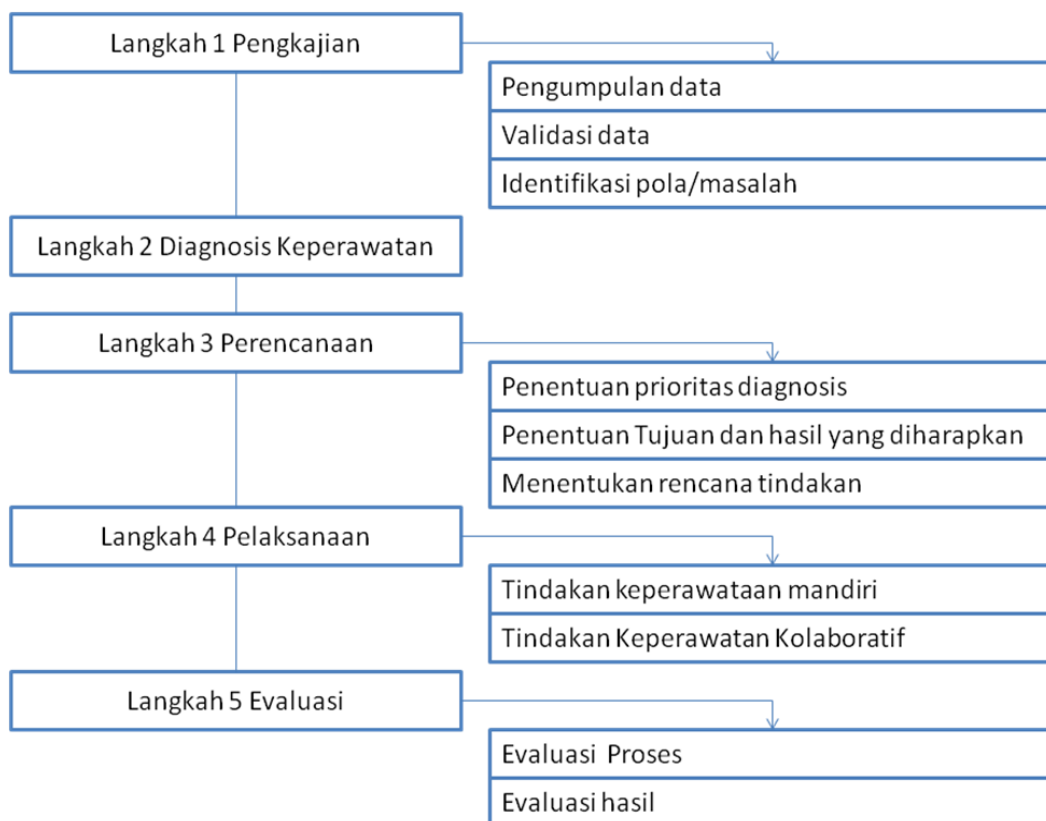 Langkah 1 Pengkajian
Pengumpulan data
Validasi data
Identifikasi pola/masalah
Langkah 2 Diagnosis Keperawatan
Langkah 3 Perencanaan
Penentuan prioritas diagnosis
Penentuan Tujuan dan hasil yang diharapkan
Menentukan rencana tindakan
Langkah 4 Pelaksanaan
Tindakan keperawataan mandiri
Tindakan Keperawatan Kolaboratif
Langkah 5 Evaluasi
Evaluasi Proses
Evaluasi hasil